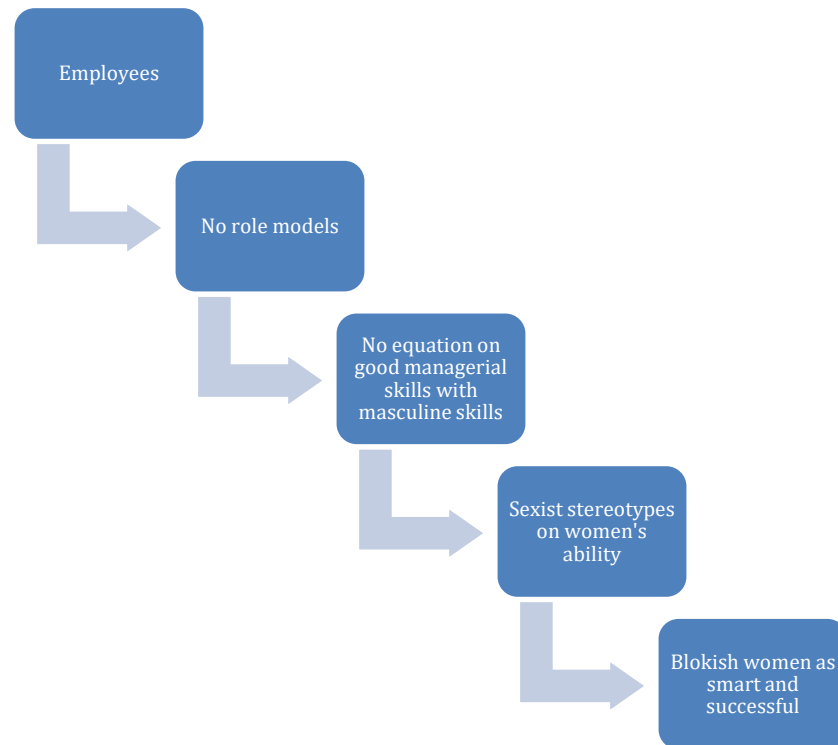 Employees
No role models
No equation on
good managerial
skills with
masculine skills
Sexist stereotypes
on women's
ability
Blokish women as
smart and
successful